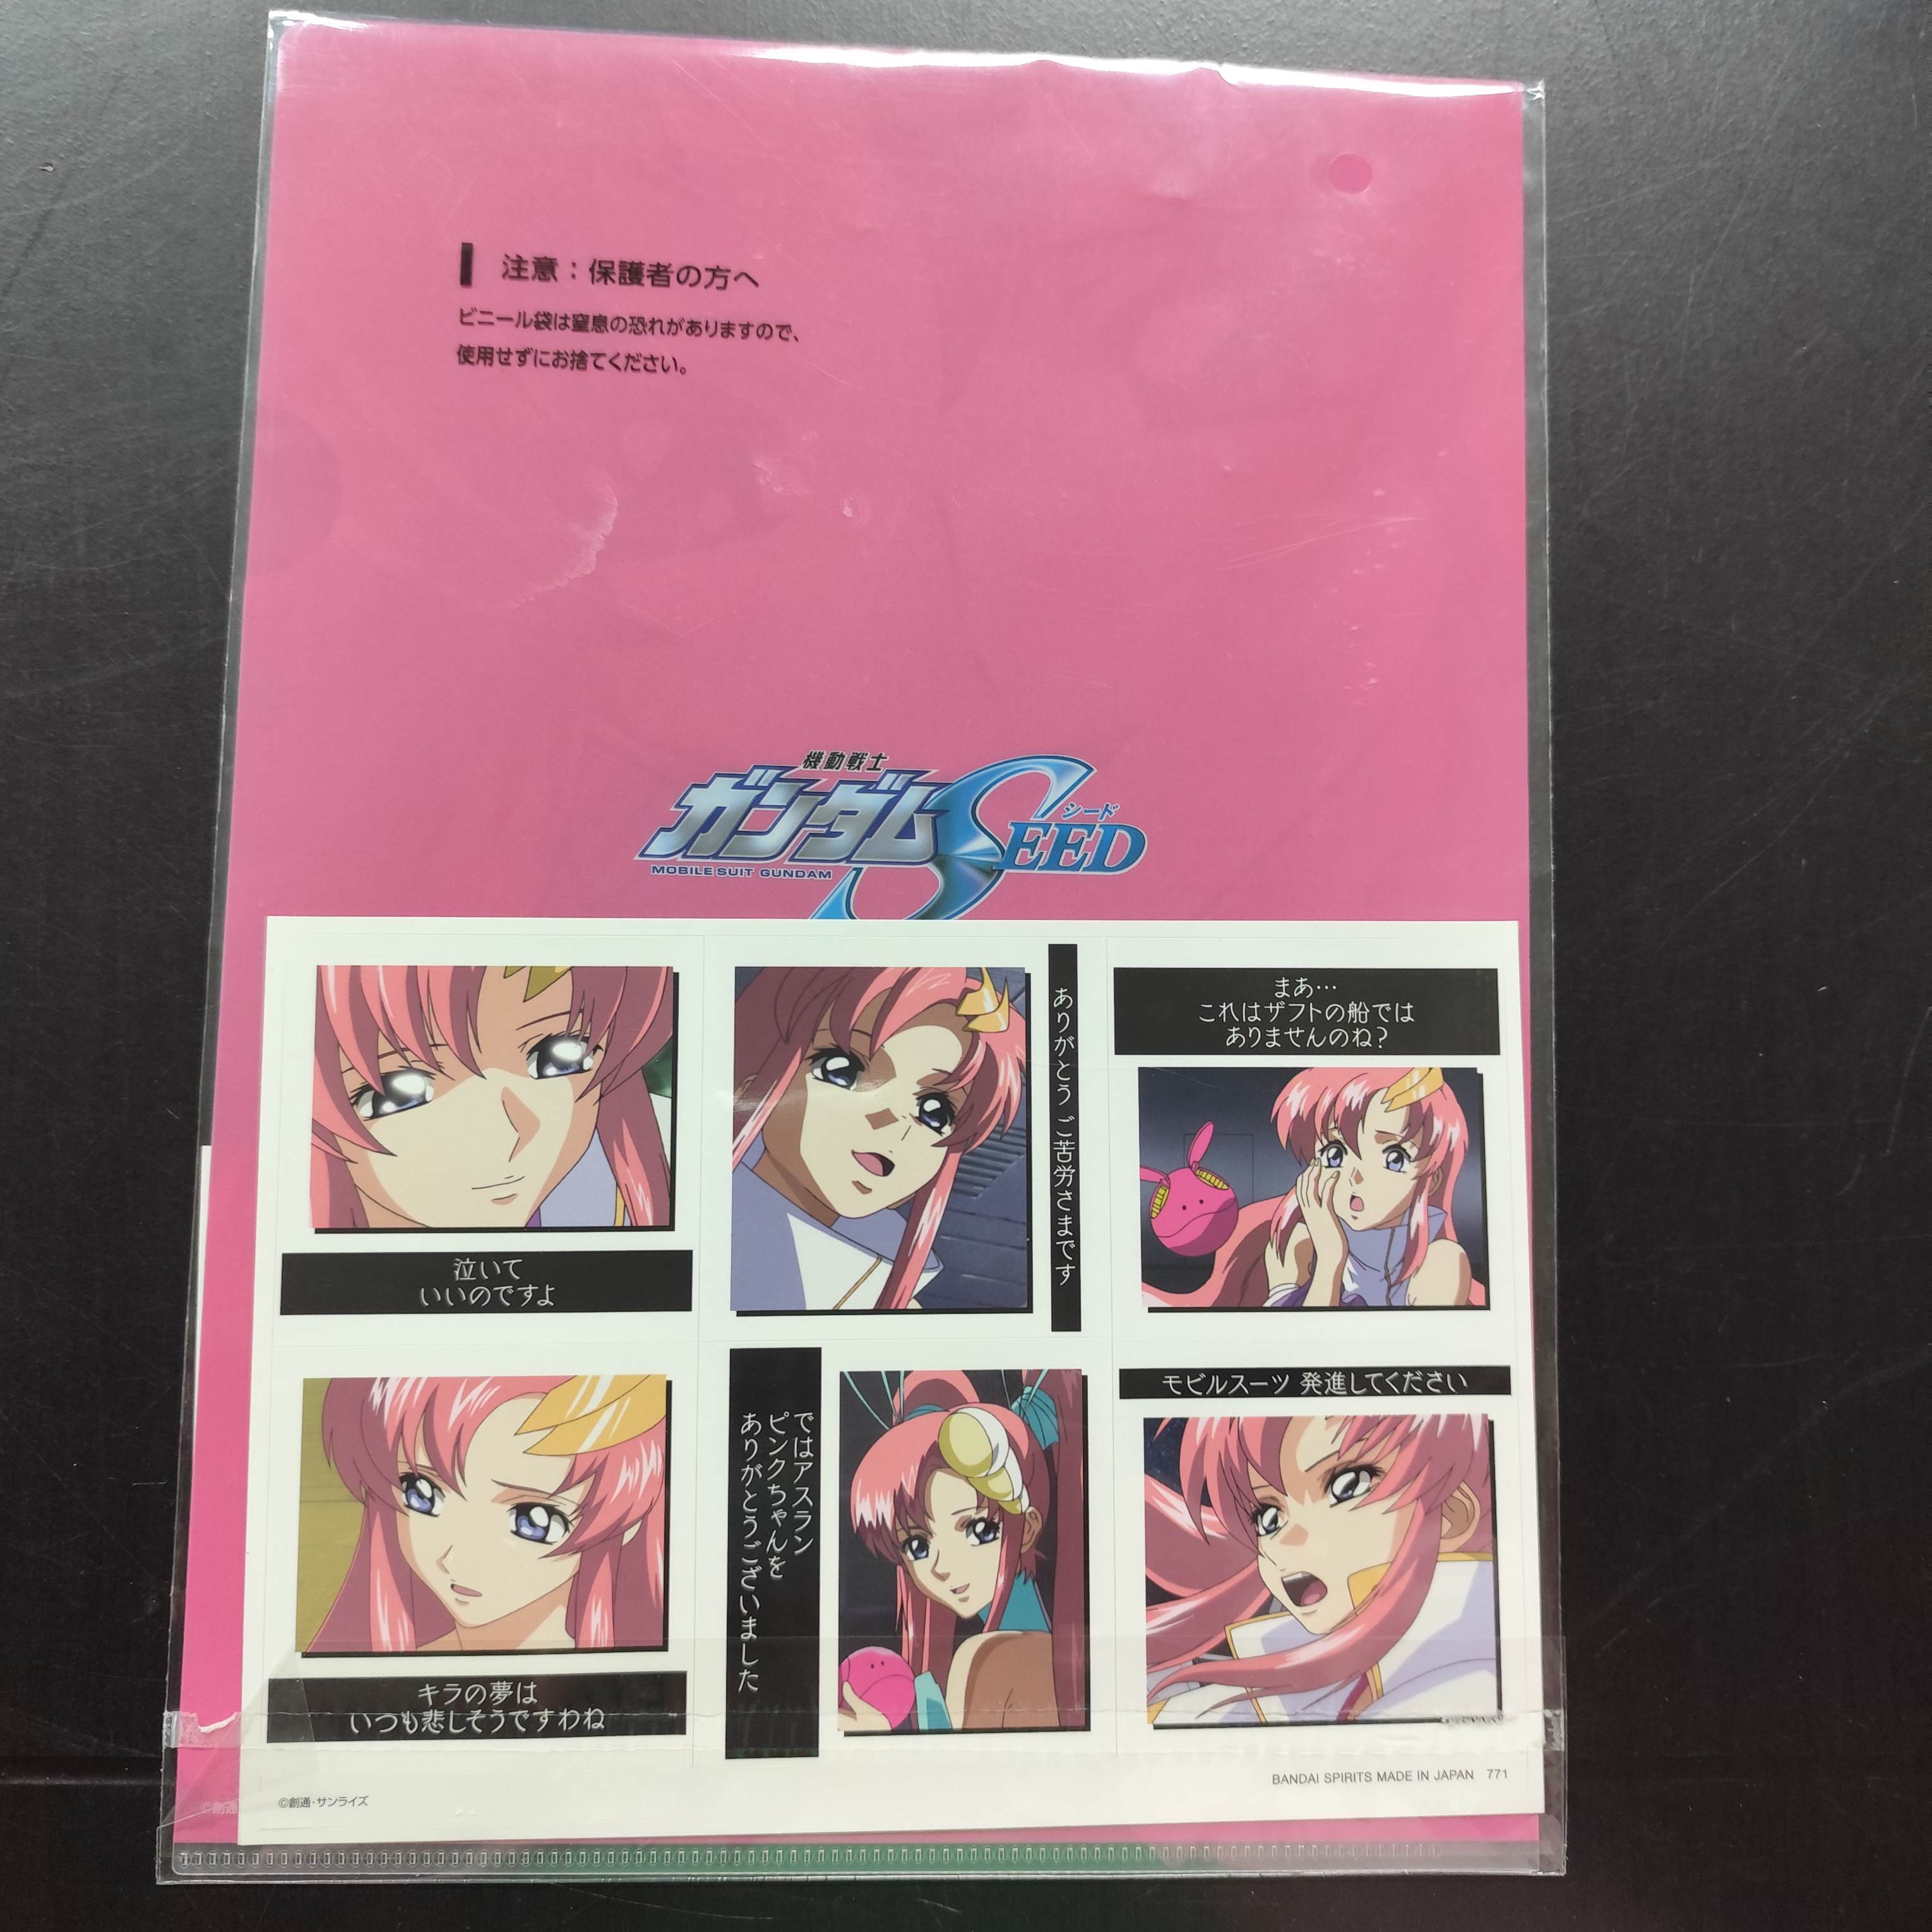 注意：保護者の方へ
ビニール袋は窒息の恐れがありますので、
使用せずにお捨てください。
機動戦士
ガンダムSEED
シード
MOBILE SUIT GUNDAM
泣いて
いいのですよ
ありがとう ご苦労さまです
まあ…
これはザフトの船では
ありませんのね?
キラの夢は
いつも悲しそうですわね
ではアスラン
ピンクちゃんを
ありがとうございました
モビルスーツ 発進してください
BANDAI SPIRITS MADE IN JAPAN 771
©創通・サンライズ
©創通